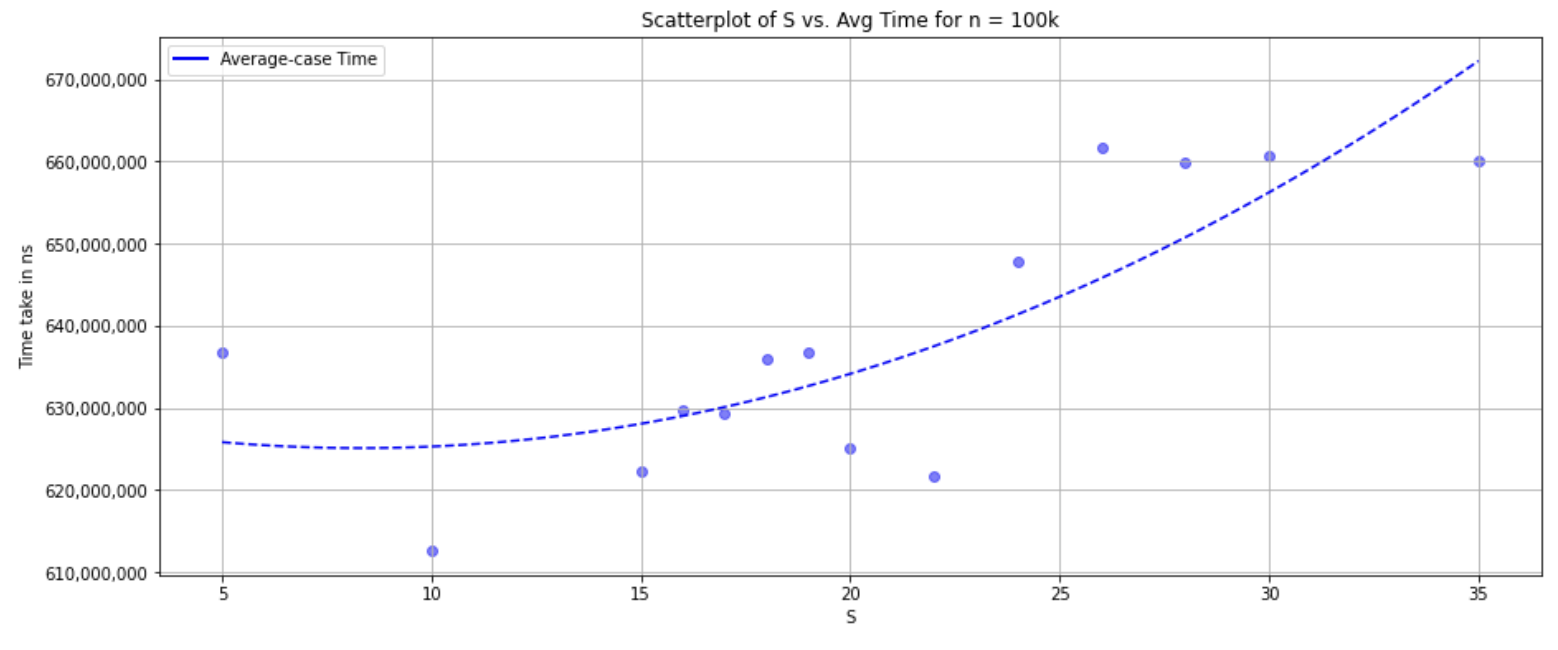 Scatterplot of S vs. Avg Time for n = 100k
Average-case Time
670,000,000
660,000,000
650,000,000
640,000,000
630,000,000
620,000,000
610,000,000
Time take in ns
5 10 15 20 25 30 35
S